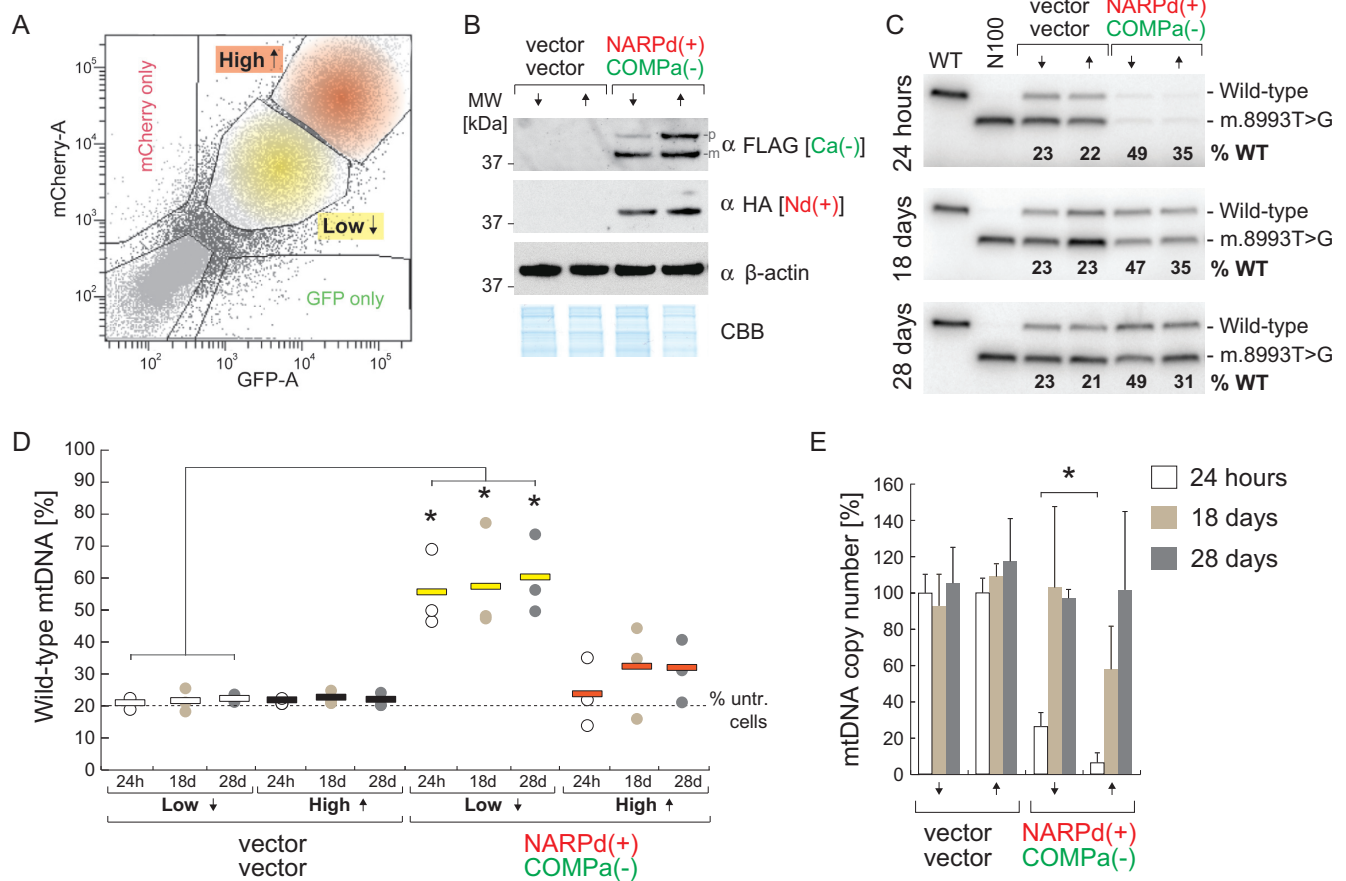 A
High ↑
mCherry only
Low ↓
GFP only
mCherry-A
10⁵
10⁴
10³
10²
10² 10³ 10⁴ 10⁵
GFP-A
B
vector NARPd(+)
vector COMPa(-)
MW ↓ ↑ ↓ ↑
[kDa]
37
p
m
α FLAG [Ca(-)]
37
α HA [Nd(+)]
37
α β-actin
CBB
C
vector NARPd(+)
vector COMPa(-)
WT N100 ↓ ↑ ↓ ↑
24 hours
- Wild-type
- m.8993T>G
23 22 49 35 % WT
18 days
- Wild-type
- m.8993T>G
23 23 47 35 % WT
28 days
- Wild-type
- m.8993T>G
23 21 49 31 % WT
D
Wild-type mtDNA [%]
100
90
80
70
60
50
40
30
20
10
0
* * *
% untr.
cells
24h 18d 28d 24h 18d 28d 24h 18d 28d 24h 18d 28d
Low ↓ High ↑ Low ↓ High ↑
vector NARPd(+)
vector COMPa(-)
E
mtDNA copy number [%]
160
140
120
100
80
60
40
20
0
*
24 hours
18 days
28 days
↓ ↑ ↓ ↑
vector NARPd(+)
vector COMPa(-)